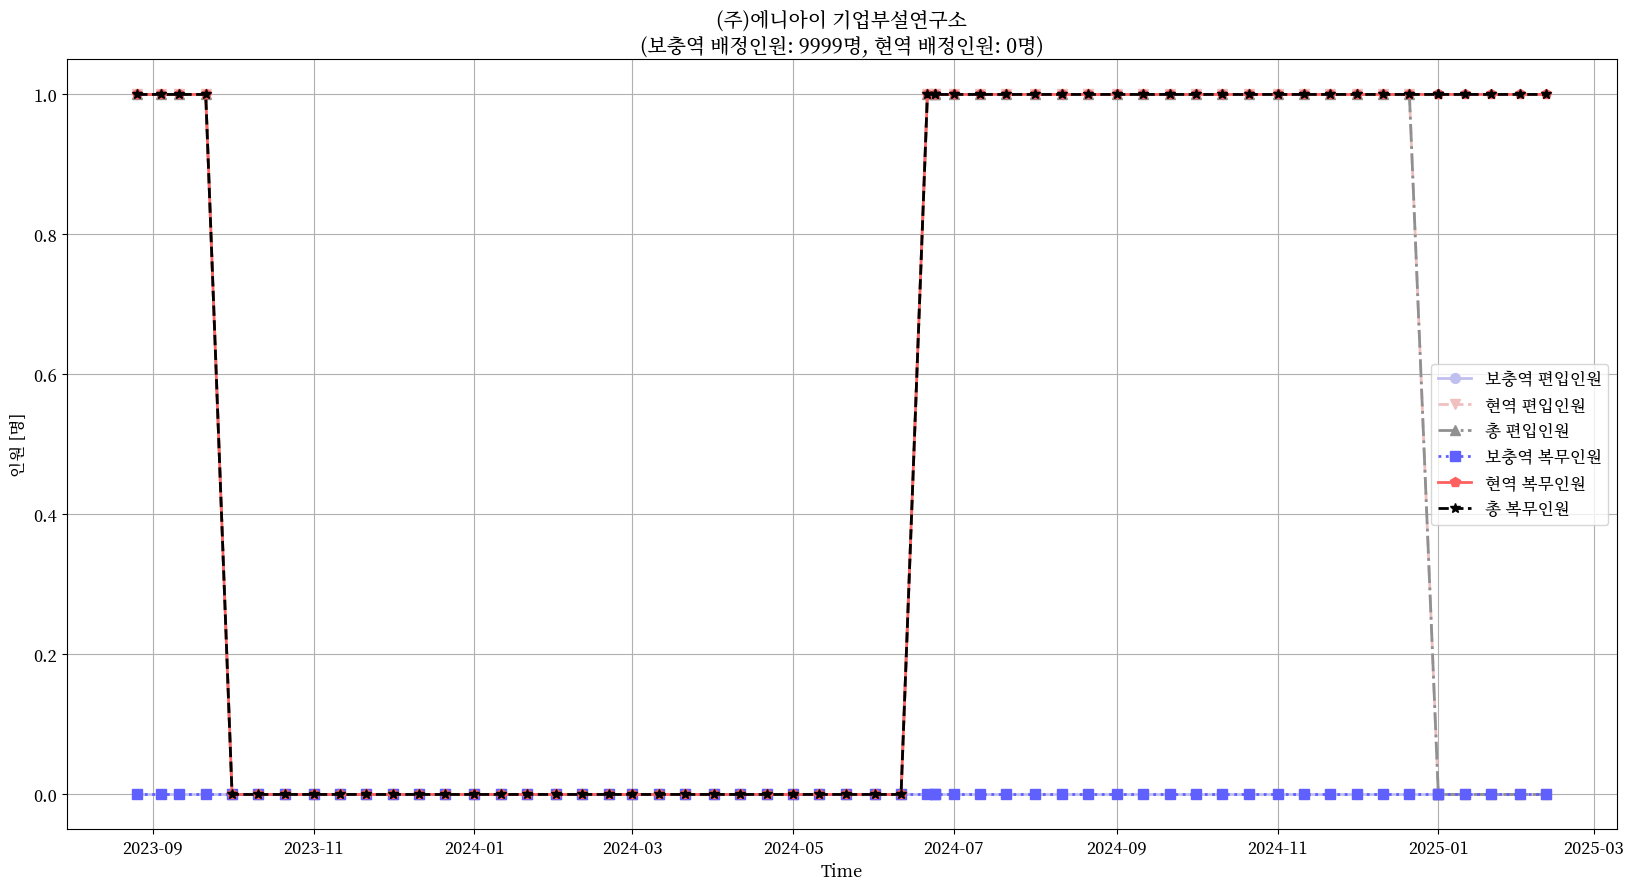 (주)에니아이 기업부설연구소
(보충역 배정인원: 9999명, 현역 배정인원: 0명)
1.0
0.8
0.6
0.4
0.2
0.0
인원 [명]
보충역 편입인원
현역 편입인원
총 편입인원
보충역 복무인원
현역 복무인원
총 복무인원
2023-09
2023-11
2024-01
2024-03
2024-05
2024-07
2024-09
2024-11
2025-01
2025-03
Time